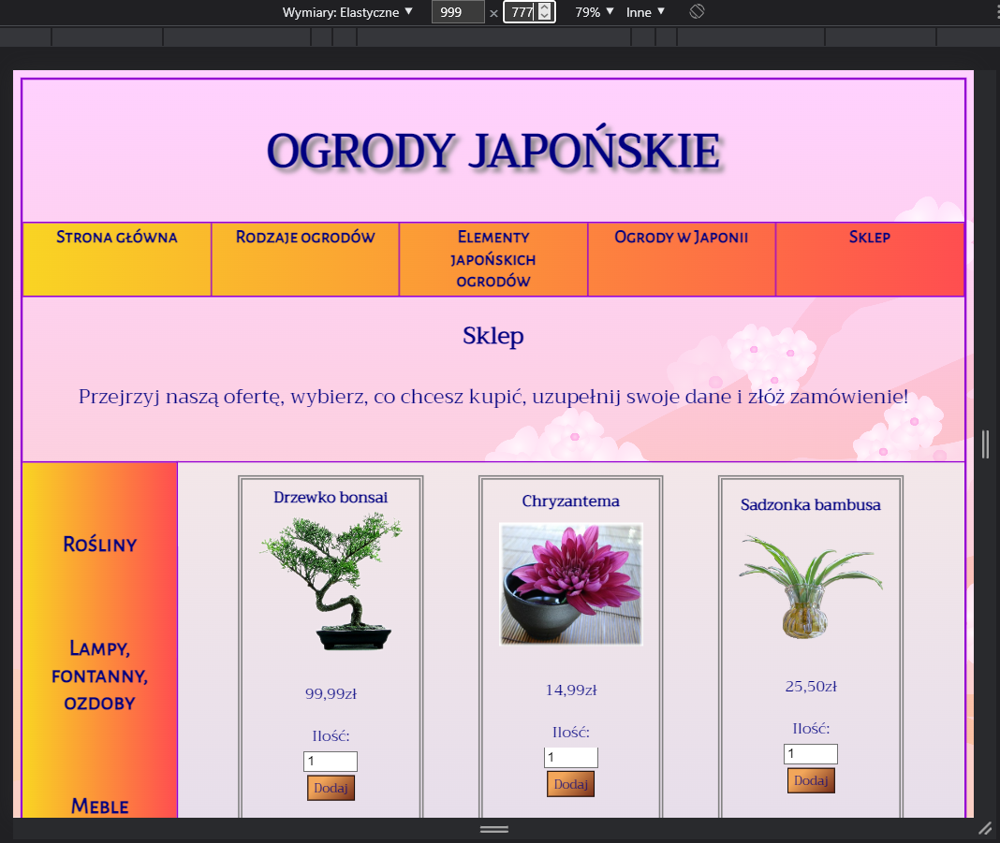 Wymiary: Elastyczne 999 × 777 79% Inne
OGRODY JAPOŃSKIE
Strona główna
Rodzaje ogrodów
Elementy
japońskich
ogrodów
Ogrody w Japonii
Sklep
Sklep
Przejrzyj naszą ofertę, wybierz, co chcesz kupić, uzupełnij swoje dane i złóż zamówienie!
Rośliny
Lampy,
fontanny,
ozdoby
Meble
Drzewko bonsai
99,99zł
Ilość:
1
Dodaj
Chryzantema
14,99zł
Ilość:
1
Dodaj
Sadzonka bambusa
25,50zł
Ilość:
1
Dodaj